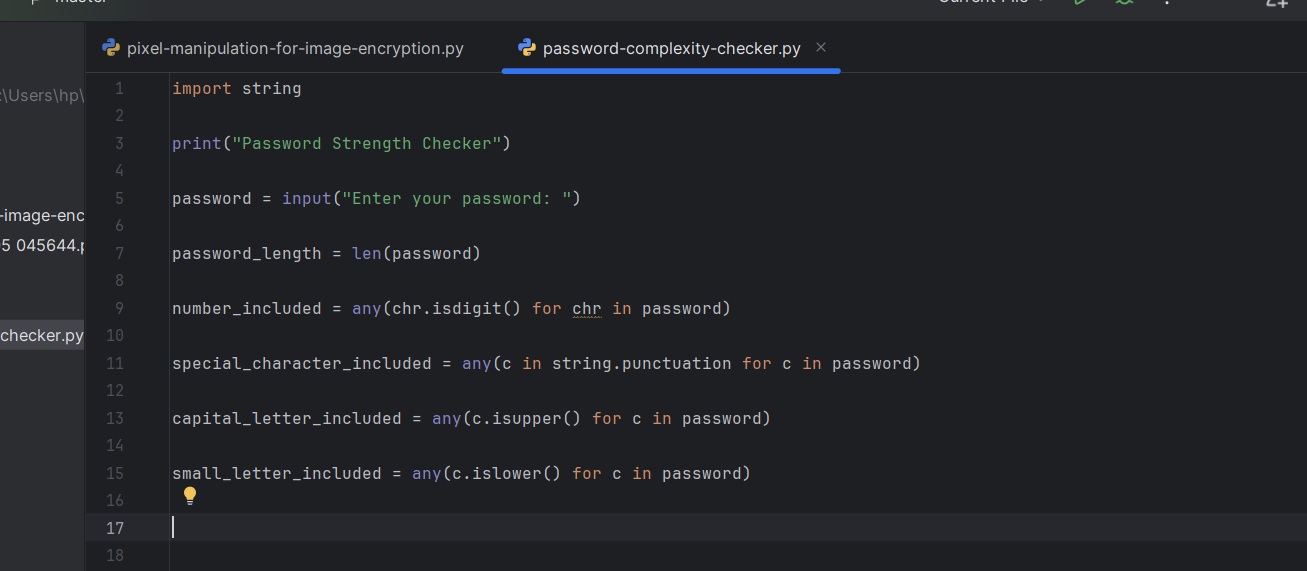 master
Current File
pixel-manipulation-for-image-encryption.py
password-complexity-checker.py
:\Users\hp\
-image-enc
5 045644.p
checker.py
1 import string
2
3 print("Password Strength Checker")
4
5 password = input("Enter your password: ")
6
7 password_length = len(password)
8
9 number_included = any(chr.isdigit() for chr in password)
10
11 special_character_included = any(c in string.punctuation for c in password)
12
13 capital_letter_included = any(c.isupper() for c in password)
14
15 small_letter_included = any(c.islower() for c in password)
16
17
18